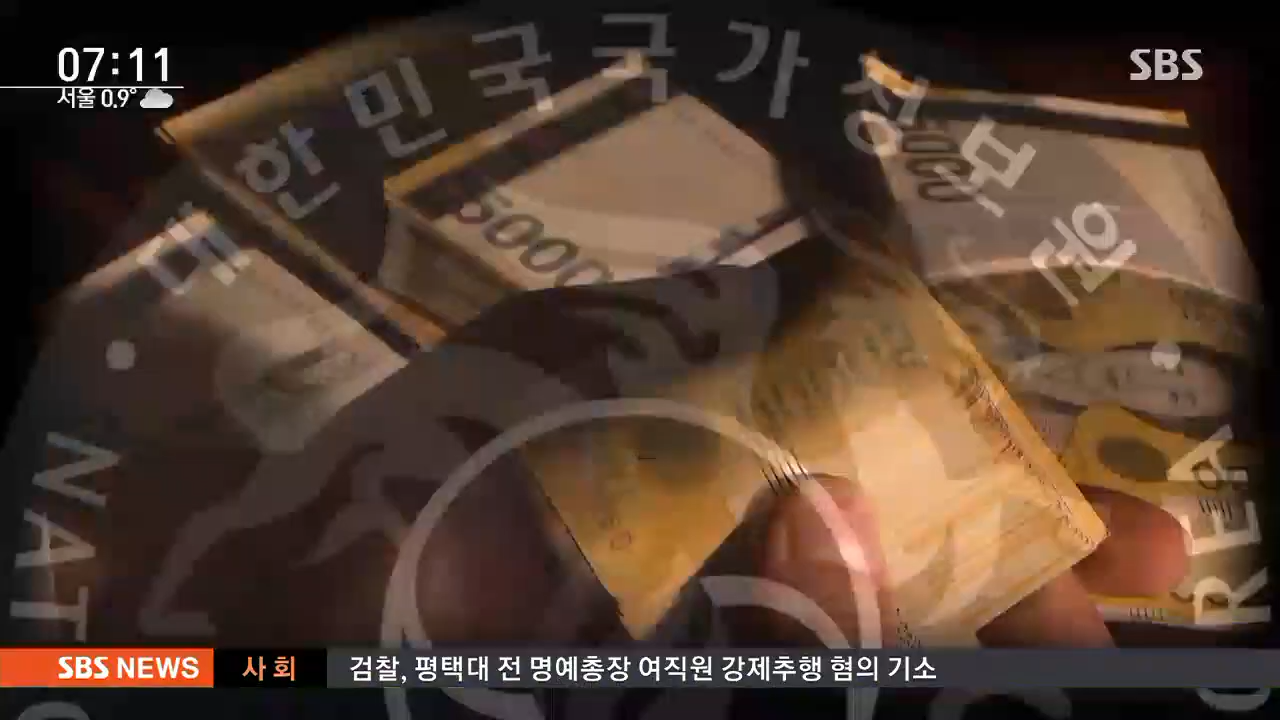 07:11
SBS
서울 0.9°
대한민국국가정보원
5000
NAT
REA
SBS NEWS 사회 검찰, 평택대 전 명예총장 여직원 강제추행 혐의 기소